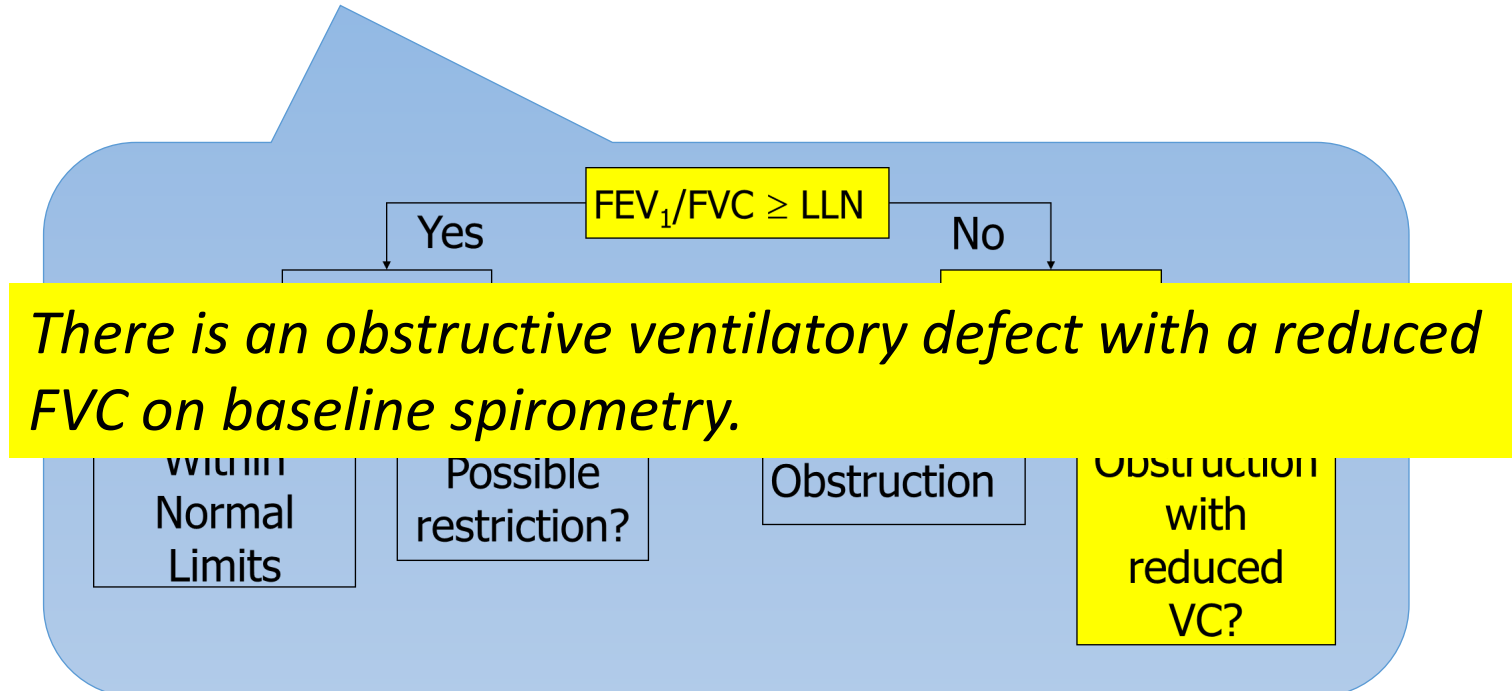 FEV₁/FVC ≥ LLN
Yes
No
There is an obstructive ventilatory defect with a reduced
FVC on baseline spirometry.
Within
Normal
Limits
Possible
restriction?
Obstruction
Obstruction
with
reduced
VC?